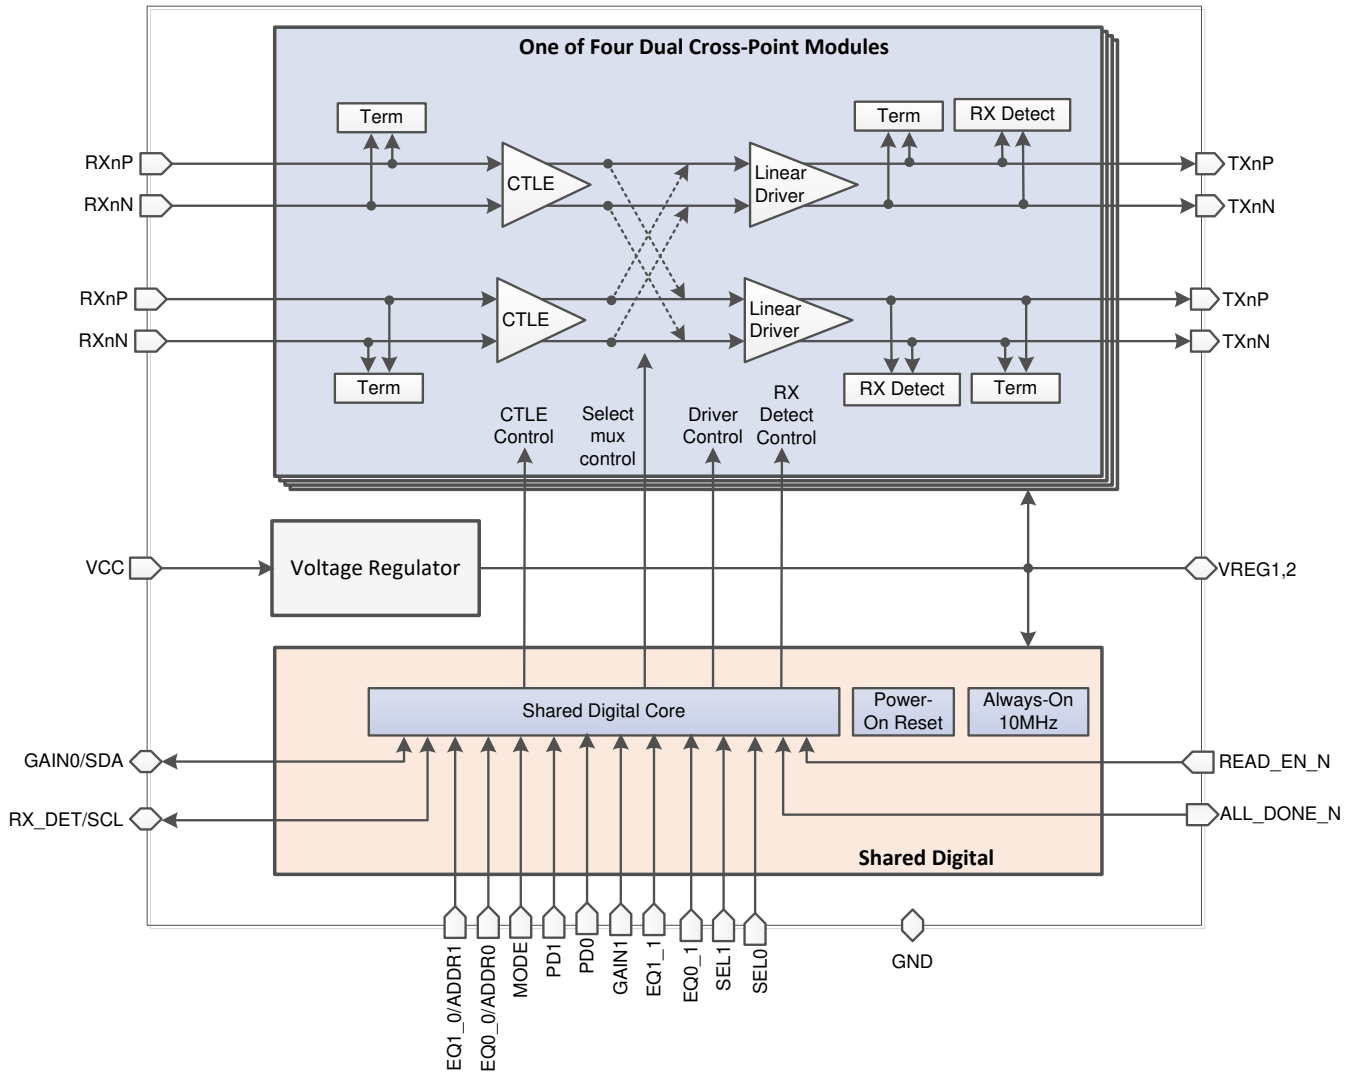 One of Four Dual Cross-Point Modules
Term
Term
RX Detect
RXnP
TXnP
CTLE
Linear
Driver
RXnN
TXnN
RXnP
TXnP
CTLE
Linear
Driver
RXnN
TXnN
Term
RX Detect
Term
CTLE
Control
Select
mux
control
Driver
Control
RX
Detect
Control
VCC
Voltage Regulator
VREG1,2
Shared Digital Core
Power-
On Reset
Always-On
10MHz
GAIN0/SDA
READ_EN_N
RX_DET/SCL
ALL_DONE_N
Shared Digital
EQ1_0/ADDR1
EQ0_0/ADDR0
MODE
PD1
PD0
GAIN1
EQ1_1
EQ0_1
SEL1
SEL0
GND